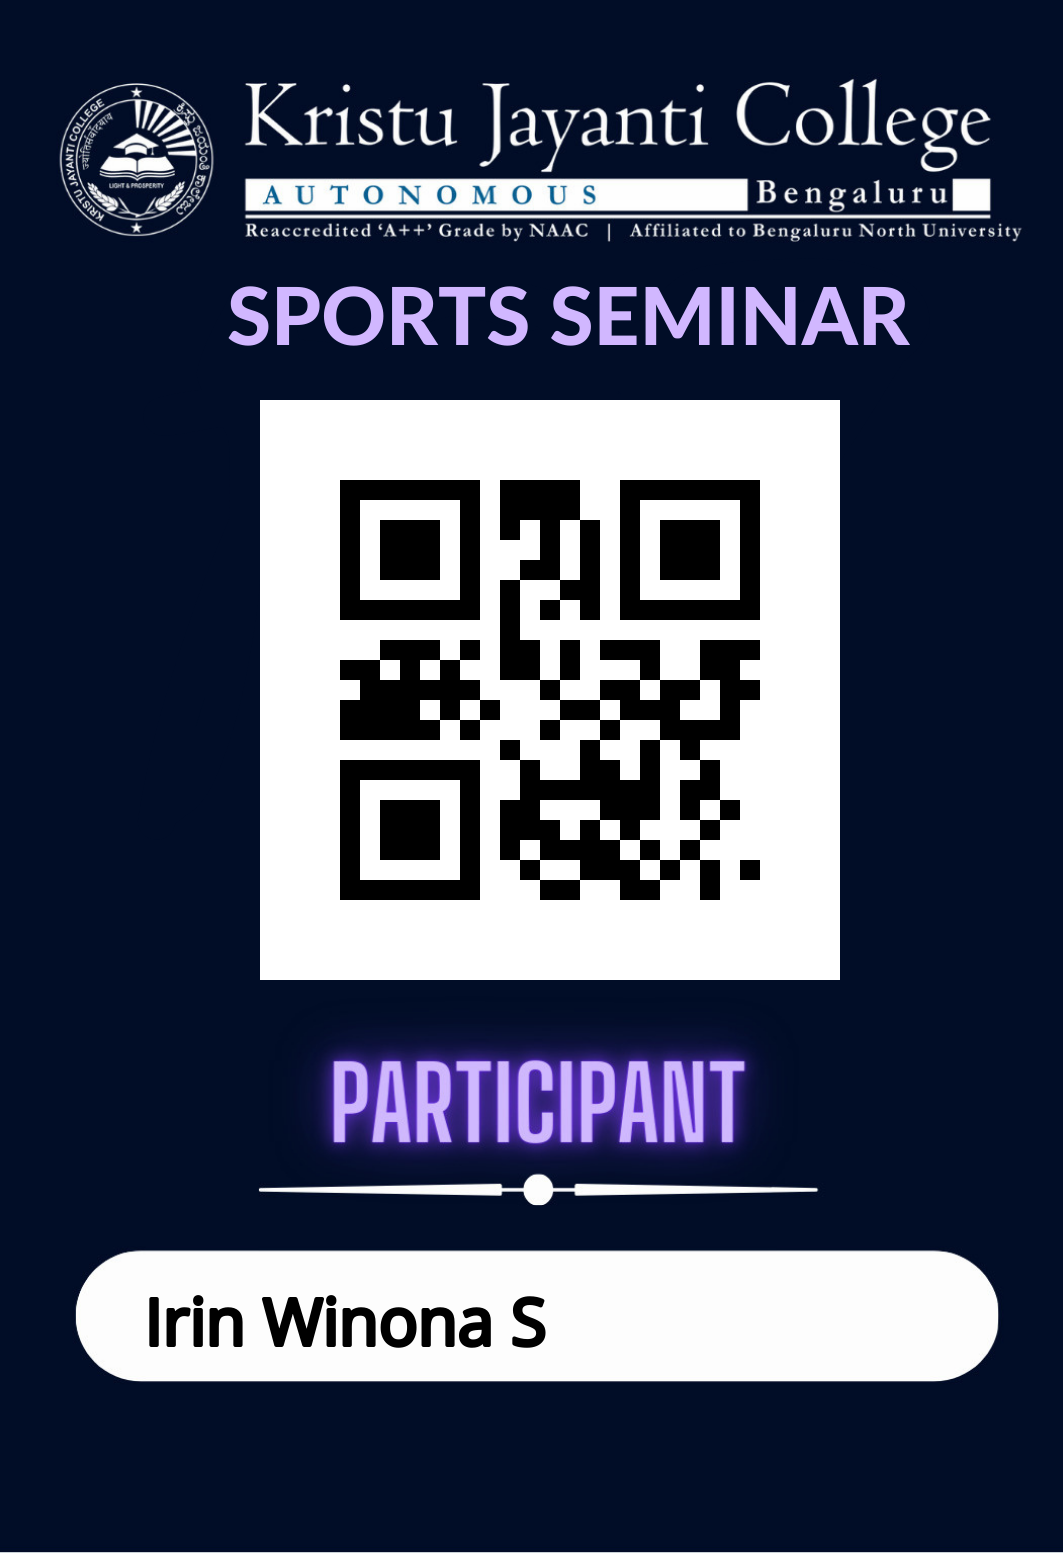 KRISTU JAYANTI COLLEGE
LIGHT & PROSPERITY
Kristu Jayanti College
AUTONOMOUS Bengaluru
Reaccredited ‘A++’ Grade by NAAC | Affiliated to Bengaluru North University
SPORTS SEMINAR
PARTICIPANT
Irin Winona S